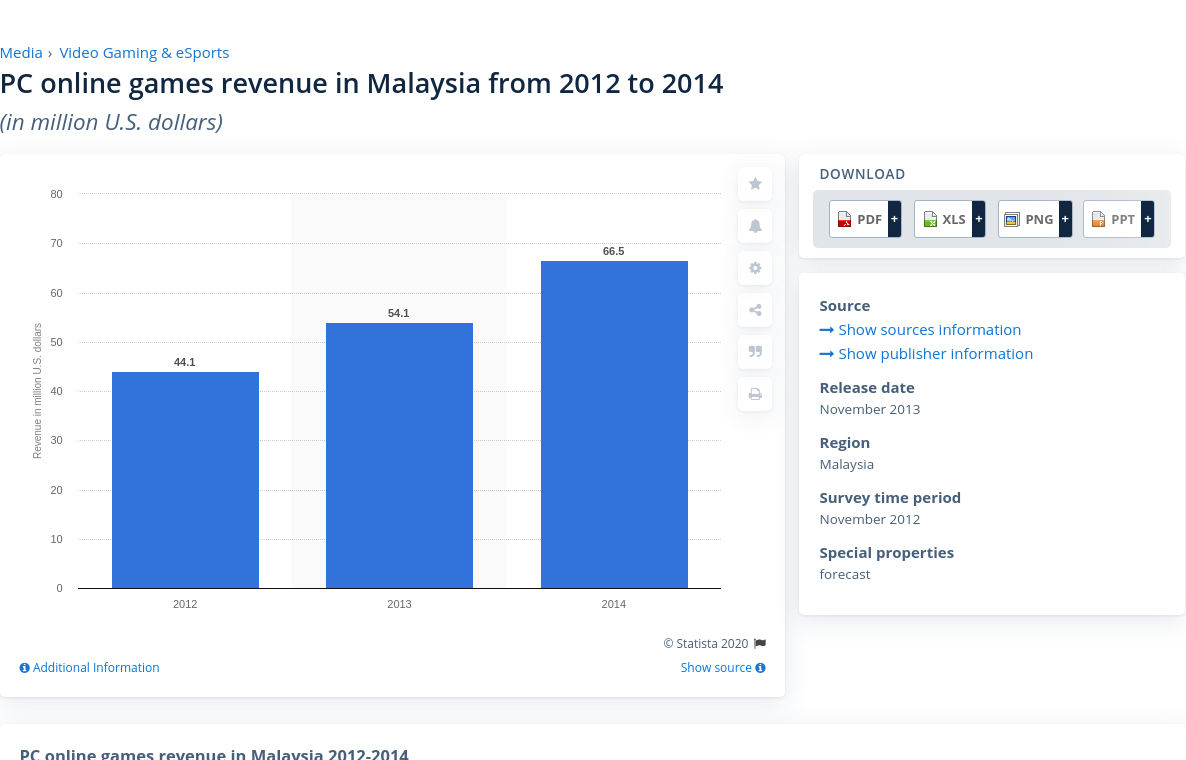 Media › Video Gaming & eSports
PC online games revenue in Malaysia from 2012 to 2014
(in million U.S. dollars)
80
70
60
50
40
30
20
10
0
Revenue in million U.S. dollars
44.1
54.1
66.5
2012
2013
2014
© Statista 2020
Additional Information
Show source
DOWNLOAD
PDF +
XLS +
PNG +
PPT +
Source
Show sources information
Show publisher information
Release date
November 2013
Region
Malaysia
Survey time period
November 2012
Special properties
forecast
PC online games revenue in Malaysia 2012-2014